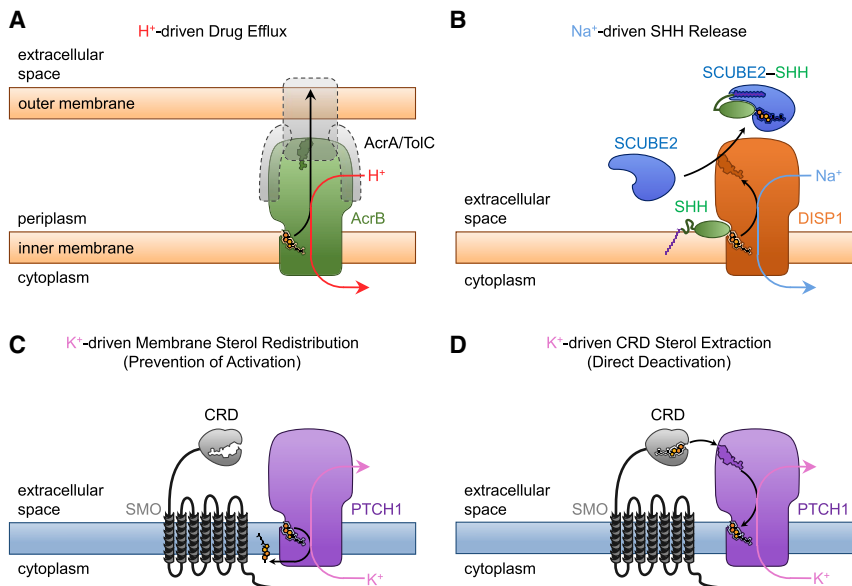 A
H⁺-driven Drug Efflux
extracellular
space
outer membrane
AcrA/TolC
H⁺
AcrB
periplasm
inner membrane
cytoplasm
B
Na⁺-driven SHH Release
SCUBE2–SHH
SCUBE2
Na⁺
extracellular
space
SHH
DISP1
cytoplasm
C
K⁺-driven Membrane Sterol Redistribution
(Prevention of Activation)
CRD
extracellular
space
SMO
PTCH1
cytoplasm
K⁺
D
K⁺-driven CRD Sterol Extraction
(Direct Deactivation)
CRD
extracellular
space
SMO
PTCH1
cytoplasm
K⁺